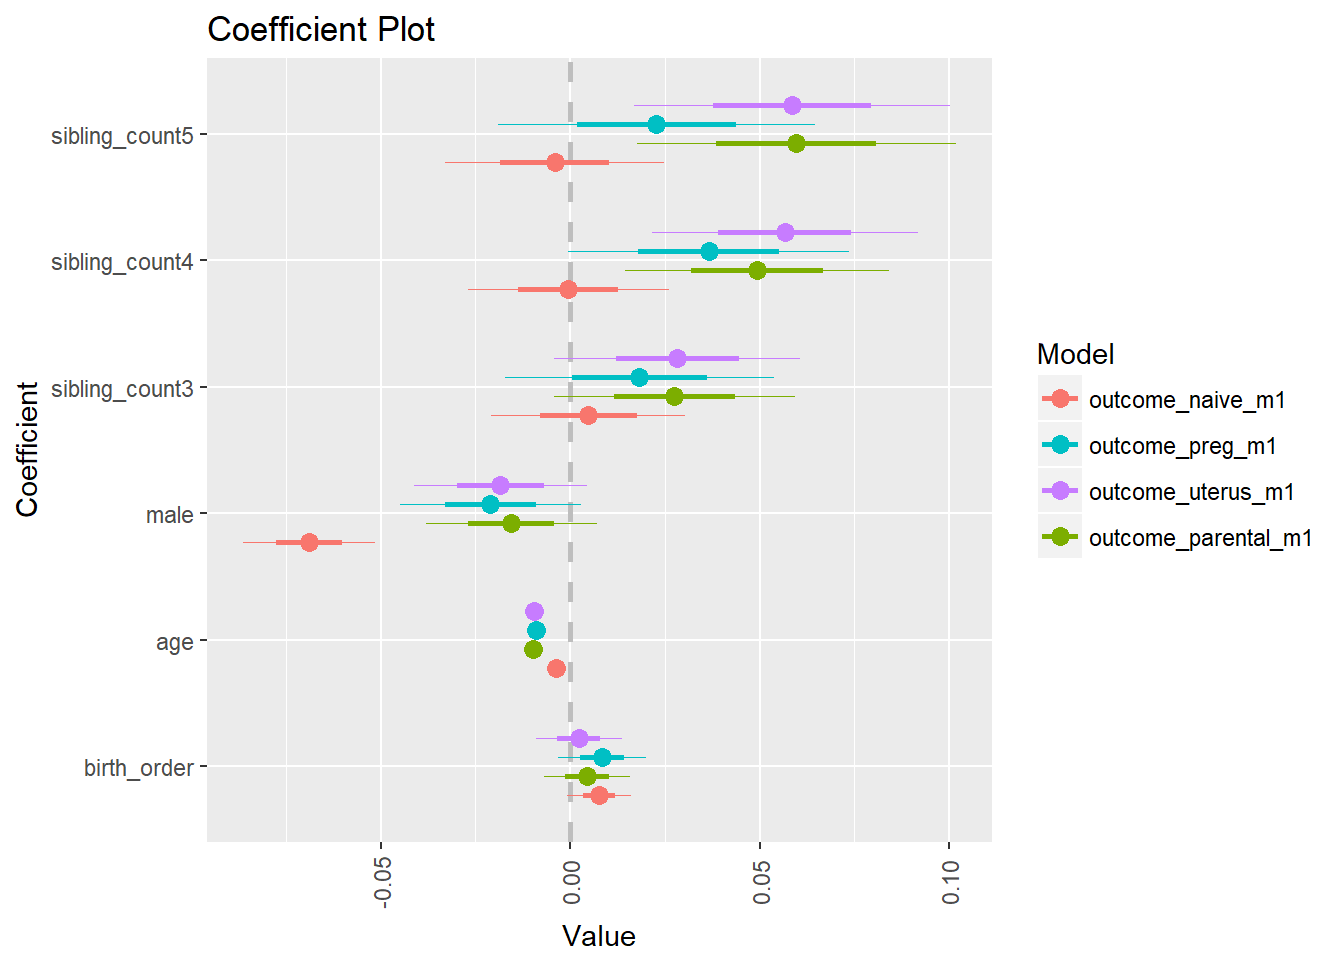 Coefficient Plot
sibling_count5
sibling_count4
sibling_count3
male
age
birth_order
Coefficient
-0.05
0.00
0.05
0.10
Value
Model
outcome_naive_m1
outcome_preg_m1
outcome_uterus_m1
outcome_parental_m1